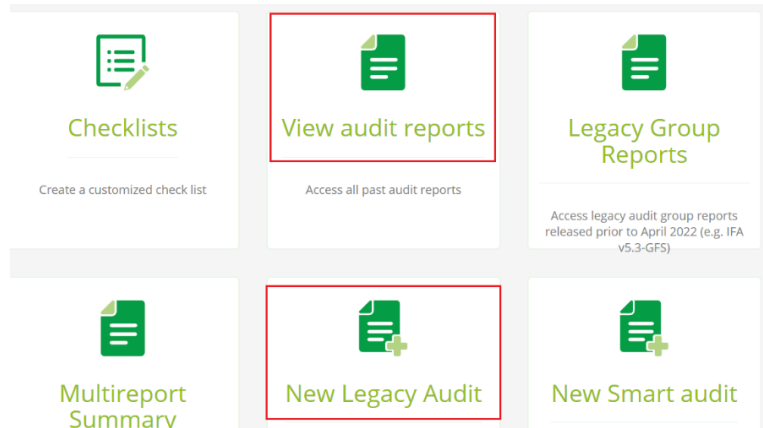 Checklists
Create a customized check list
View audit reports
Access all past audit reports
Legacy Group
Reports
Access legacy audit group reports
released prior to April 2022 (e.g. IFA
v5.3-GFS)
Multireport
Summary
New Legacy Audit
New Smart audit